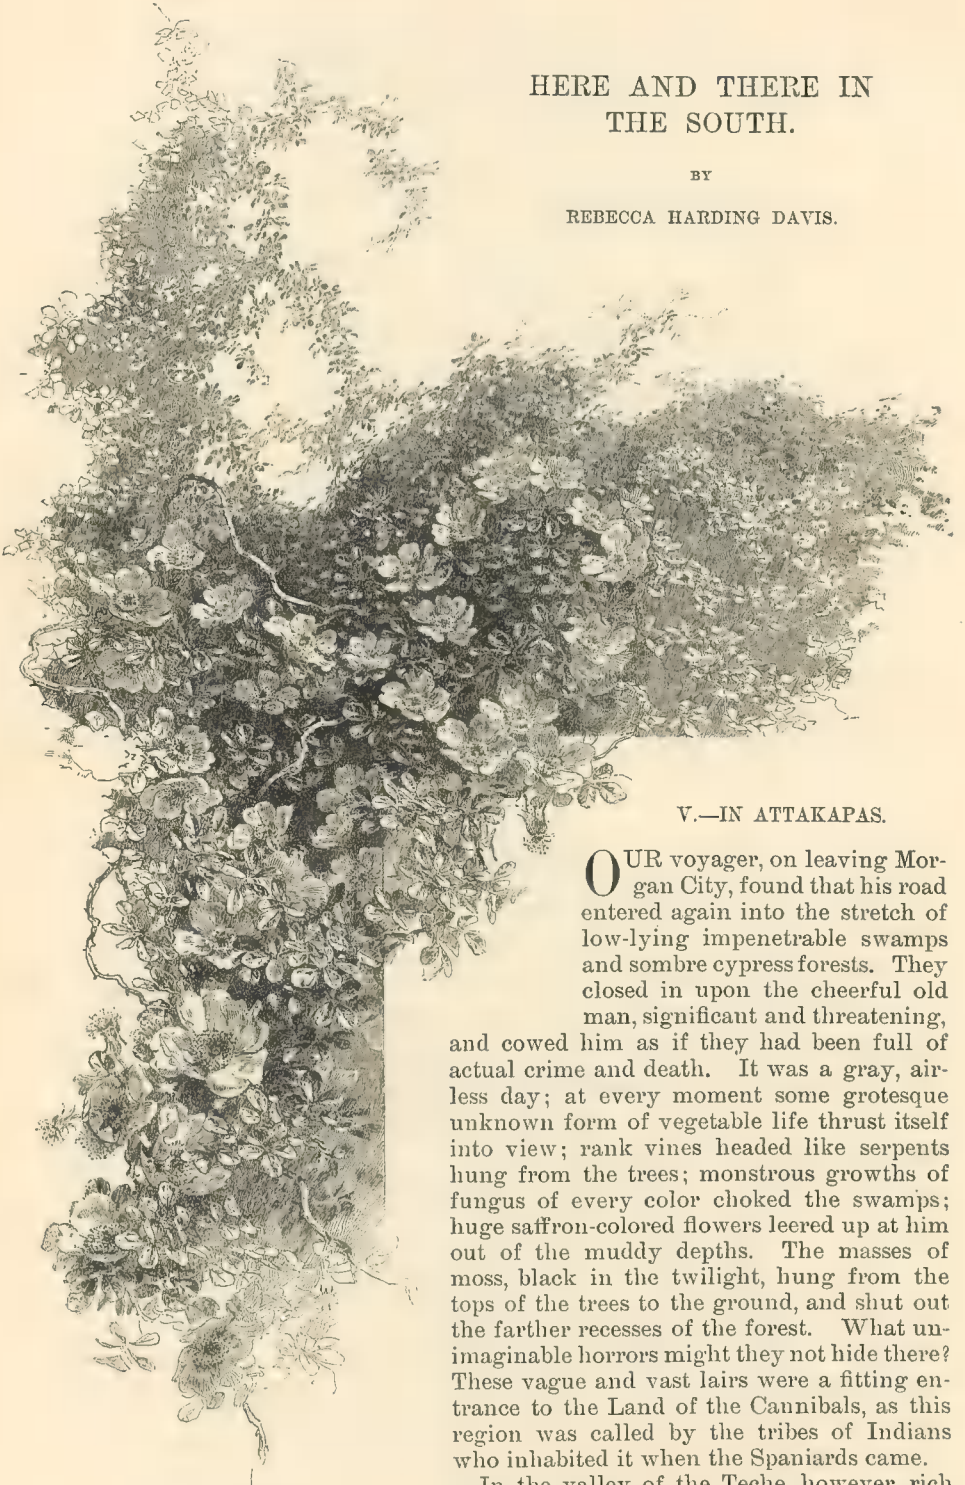 HERE AND THERE IN
THE SOUTH.
BY
REBECCA HARDING DAVIS.
V.—IN ATTAKAPAS.
OUR voyager, on leaving Mor-
gan City, found that his road
entered again into the stretch of
low-lying impenetrable swamps
and sombre cypress forests. They
closed in upon the cheerful old
man, significant and threatening,
and cowed him as if they had been full of
actual crime and death. It was a gray, air-
less day; at every moment some grotesque
unknown form of vegetable life thrust itself
into view; rank vines headed like serpents
hung from the trees; monstrous growths of
fungus of every color choked the swamps;
huge saffron-colored flowers leered up at him
out of the muddy depths. The masses of
moss, black in the twilight, hung from the
tops of the trees to the ground, and shut out
the farther recesses of the forest. What un-
imaginable horrors might they not hide there?
These vague and vast lairs were a fitting en-
trance to the Land of the Cannibals, as this
region was called by the tribes of Indians
who inhabited it when the Spaniards came.
In the valley of the Teche, however, rich